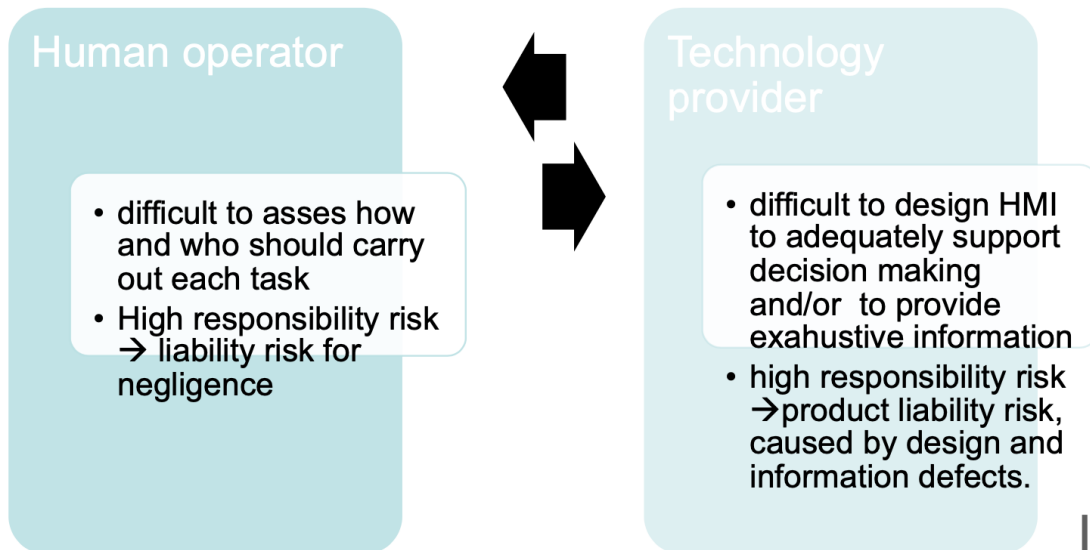 Human operator
• difficult to asses how
and who should carry
out each task
• High responsibility risk
→ liability risk for
negligence
Technology
provider
• difficult to design HMI
to adequately support
decision making
and/or to provide
exahustive information
• high responsibility risk
→product liability risk,
caused by design and
information defects.